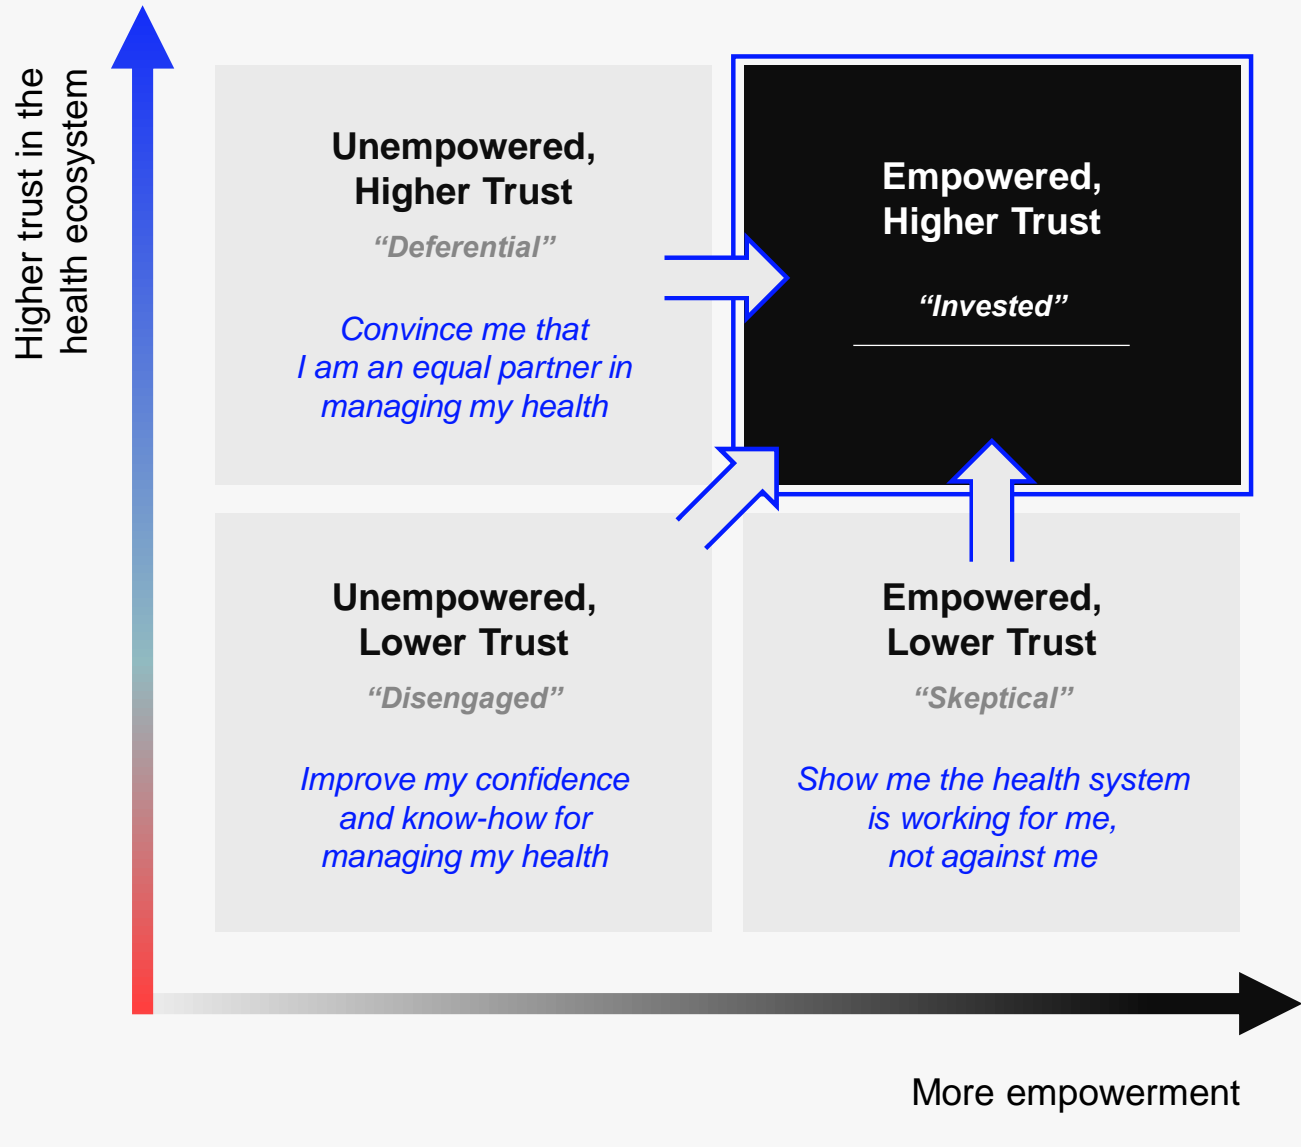 Higher trust in the
health ecosystem
Unempowered,
Higher Trust
“Deferential”
Convince me that
I am an equal partner in
managing my health
Empowered,
Higher Trust
“Invested”
Unempowered,
Lower Trust
“Disengaged”
Improve my confidence
and know-how for
managing my health
Empowered,
Lower Trust
“Skeptical”
Show me the health system
is working for me,
not against me
More empowerment